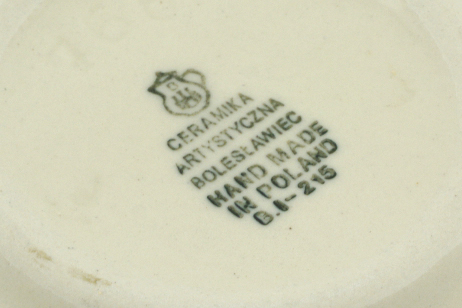 CERAMIKA
ARTYSTYCZNA
BOLESŁAWIEC
HAND MADE
IN POLAND
B.I-215